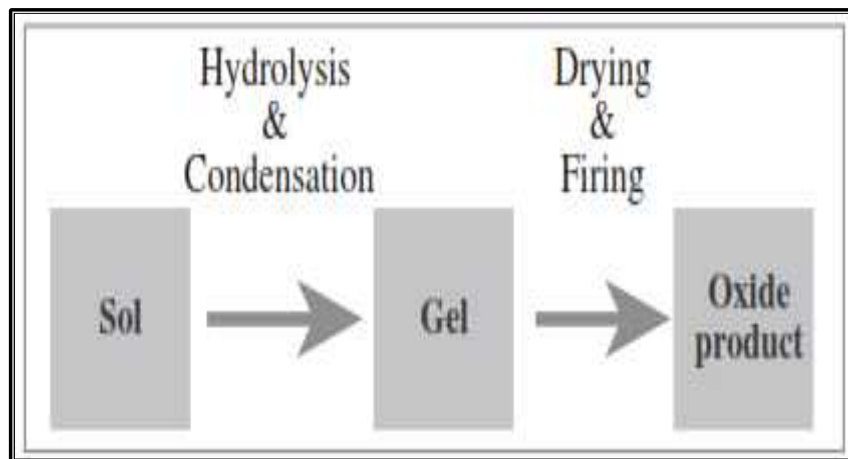 Hydrolysis
&
Condensation
Drying
&
Firing
Sol
Gel
Oxide
product